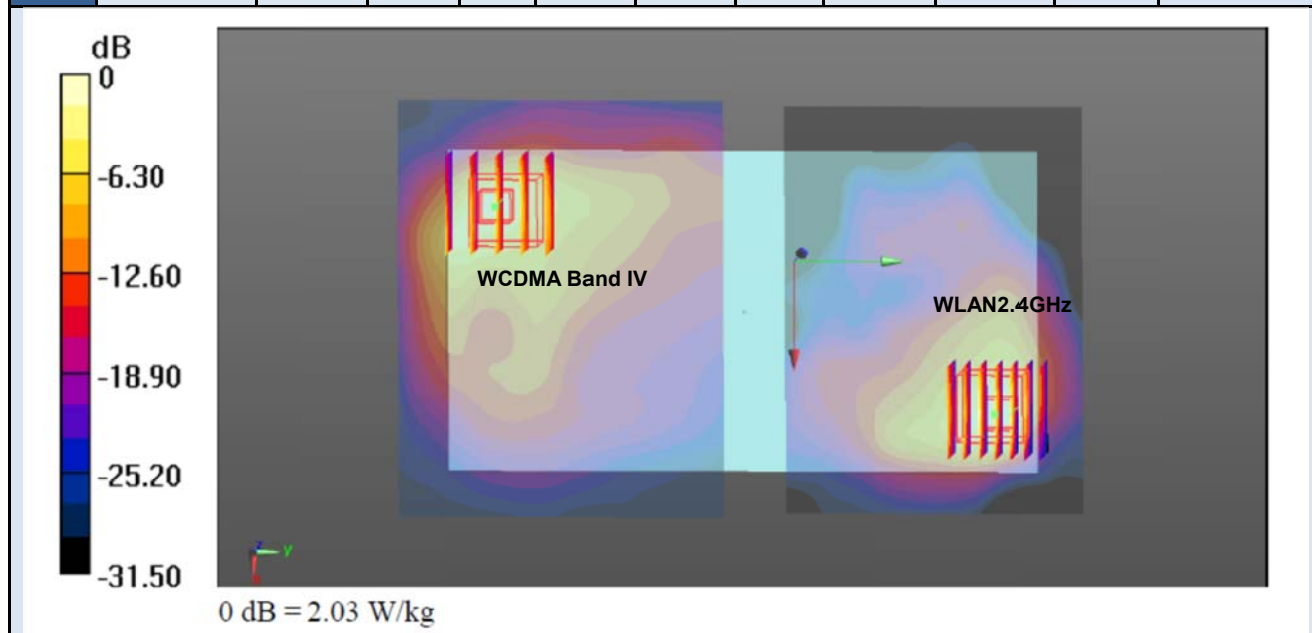 dB
0
-6.30
-12.60
-18.90
-25.20
-31.50
WCDMA Band IV
WLAN2.4GHz
z
y
0 dB = 2.03 W/kg